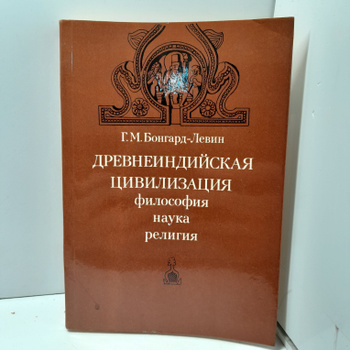 Г. М. Бонгард-Левин
ДРЕВНЕИНДИЙСКАЯ
ЦИВИЛИЗАЦИЯ
философия
наука
религия